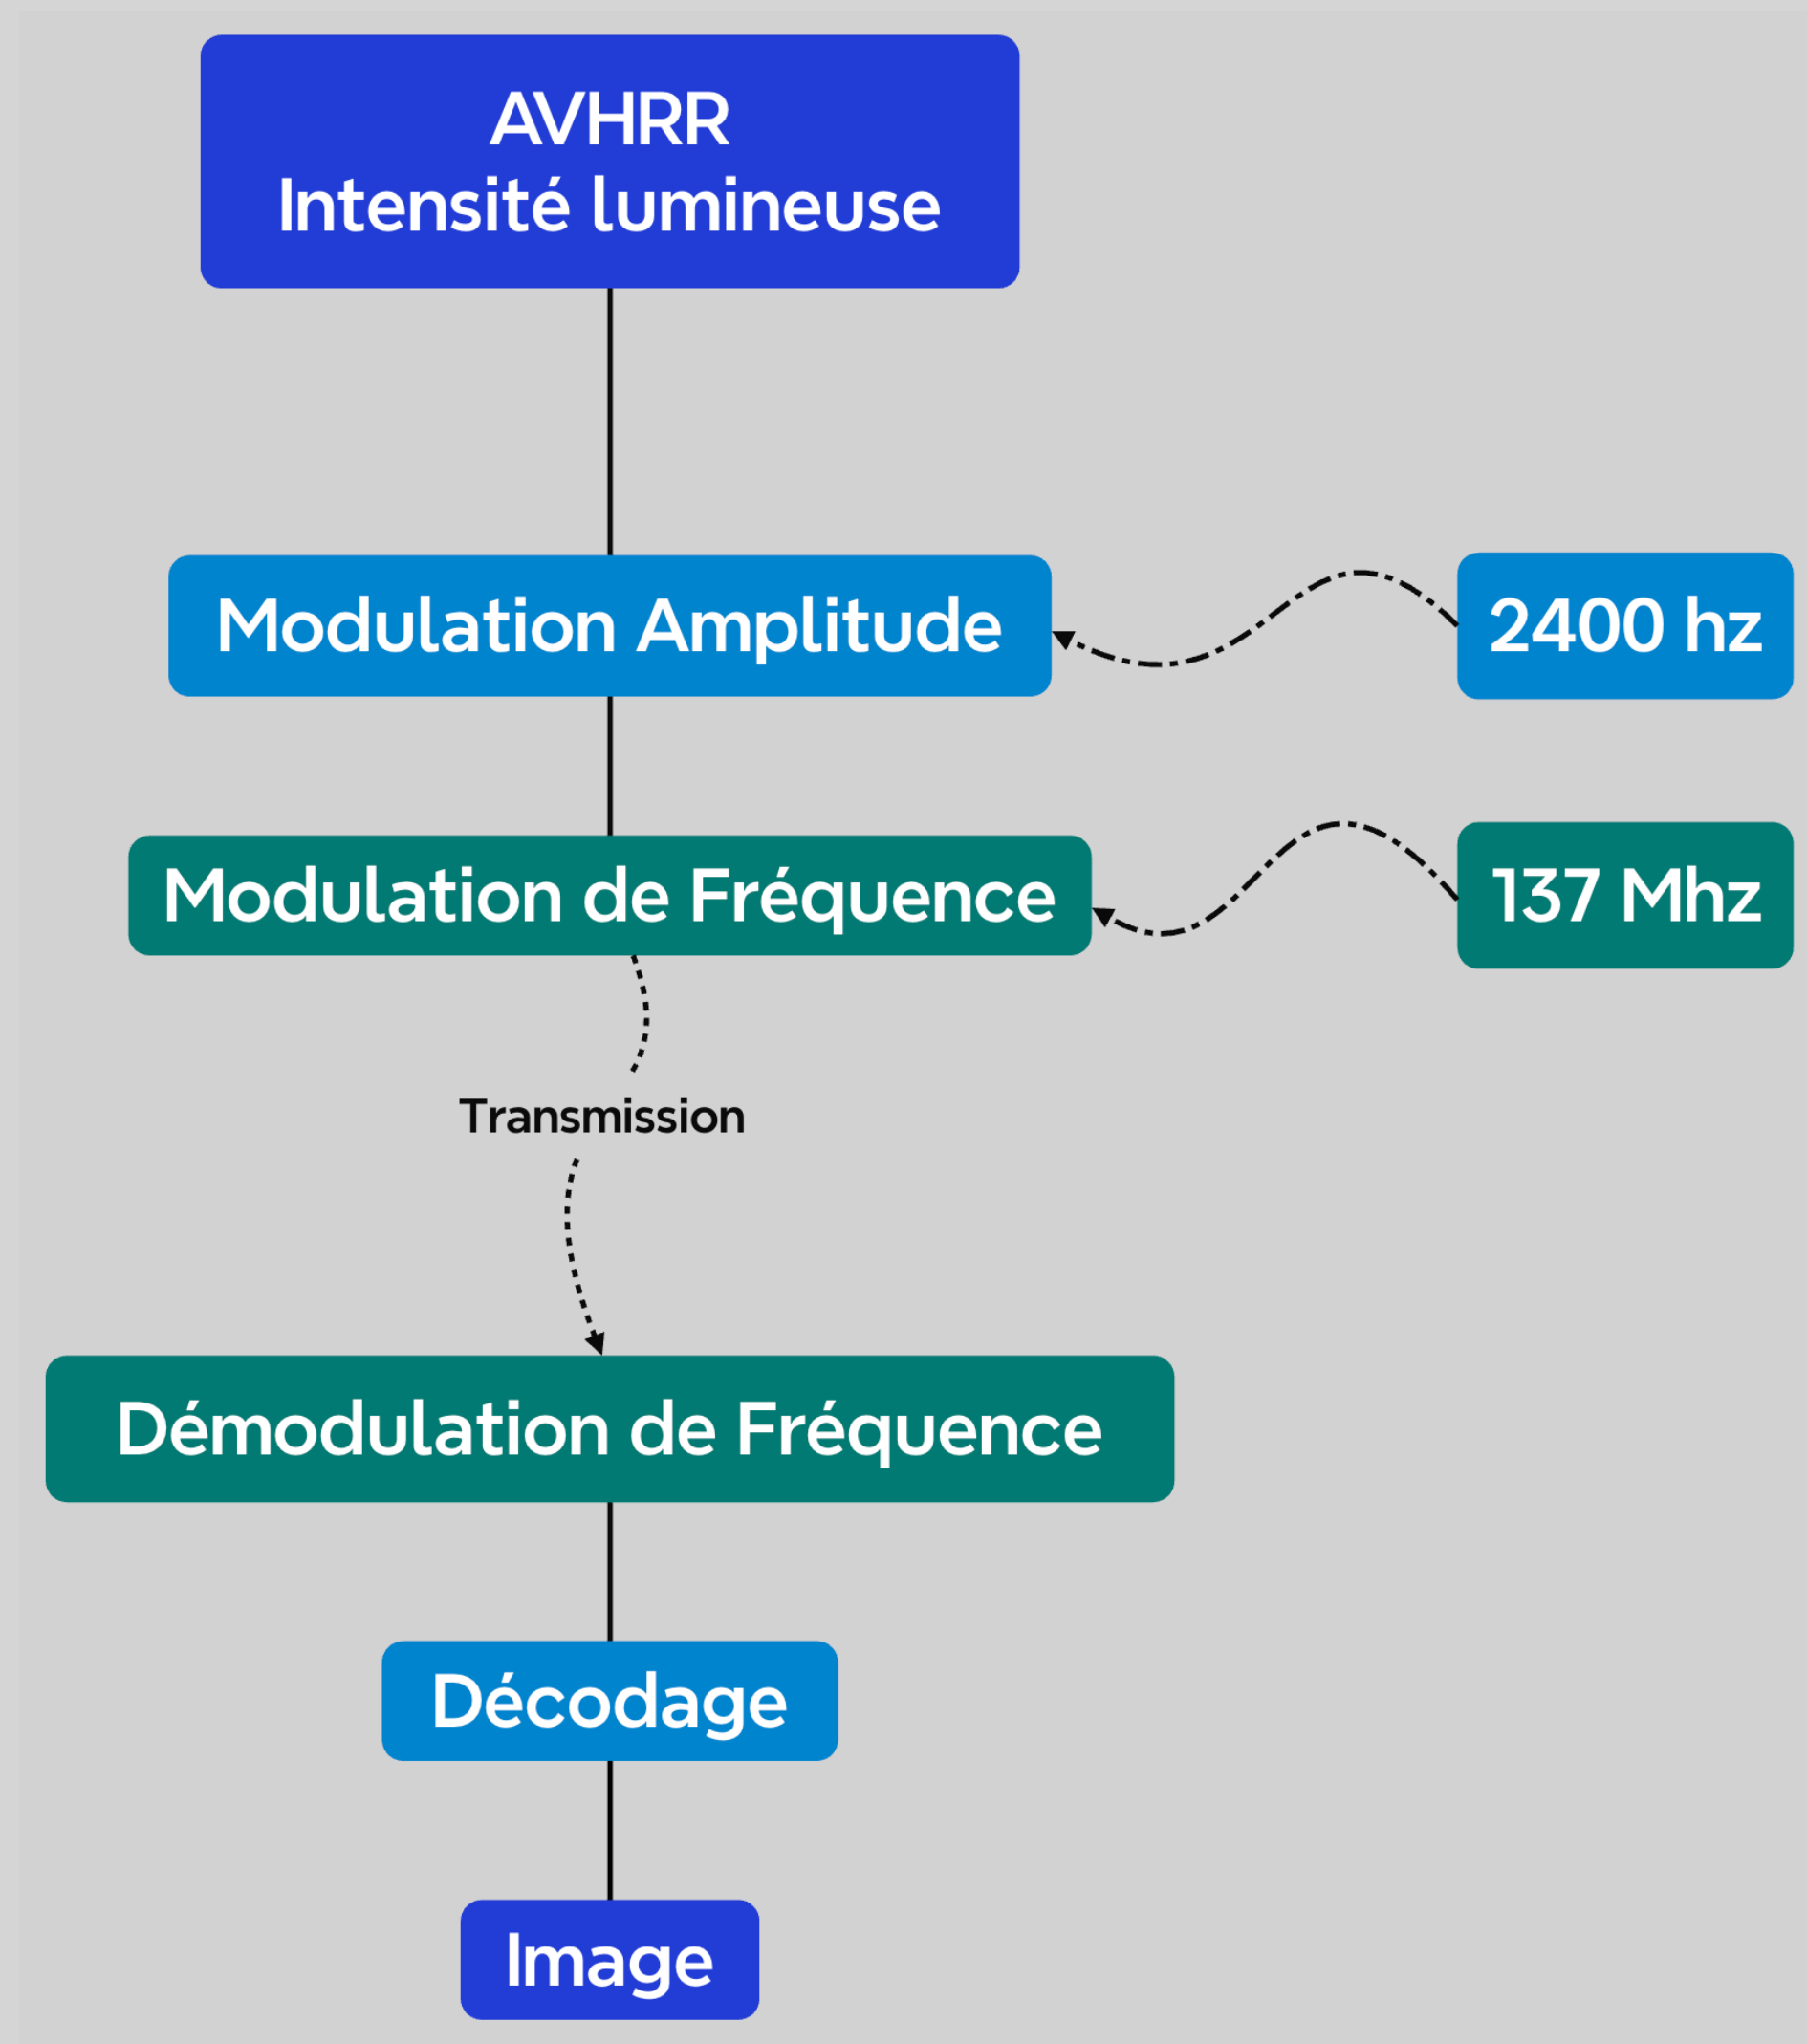 AVHRR
Intensité lumineuse
Modulation Amplitude
2400 hz
Modulation de Fréquence
137 Mhz
Transmission
Démodulation de Fréquence
Décodage
Image